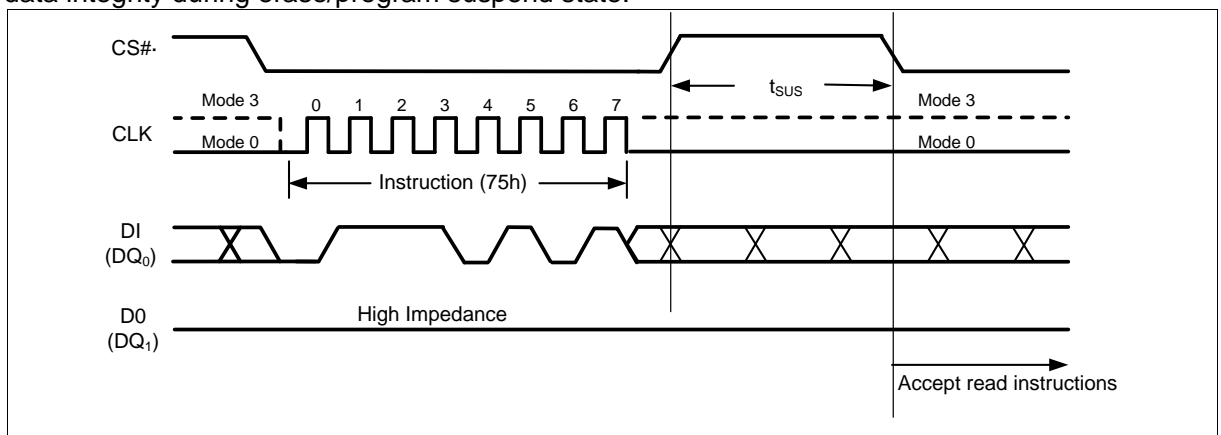 data integrity during erase/program suspend state.
CS#.
tSUS
Mode 3
0 1 2 3 4 5 6 7
Mode 3
CLK
Mode 0
Mode 0
Instruction (75h)
DI
(DQ0)
D0
(DQ1)
High Impedance
Accept read instructions